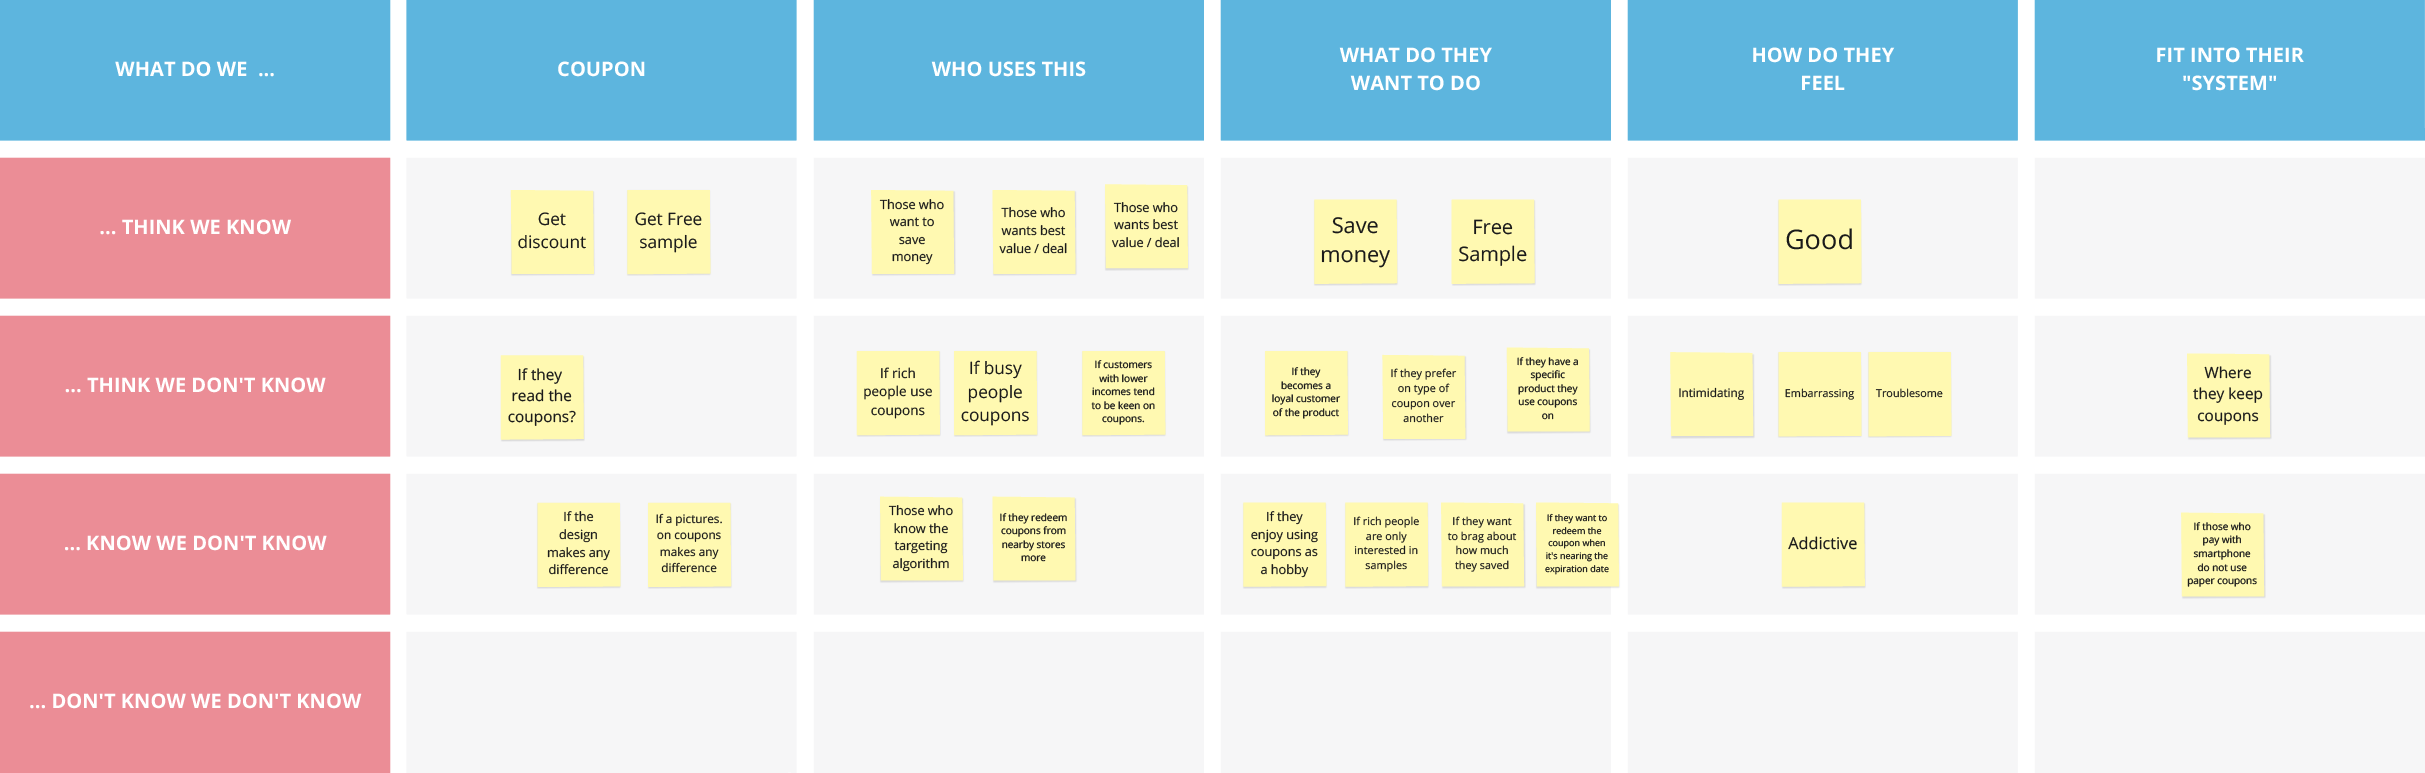 WHAT DO WE ...
COUPON
WHO USES THIS
WHAT DO THEY
WANT TO DO
HOW DO THEY
FEEL
FIT INTO THEIR
"SYSTEM"
... THINK WE KNOW
Get
discount
Get Free
sample
Those who
want to
save
money
Those who
wants best
value / deal
Those who
wants best
value / deal
Save
money
Free
Sample
Good
... THINK WE DON'T KNOW
If they
read the
coupons?
If rich
people use
coupons
If busy
people
coupons
If customers
with lower
incomes tend
to be keen on
coupons.
If they
becomes a
loyal customer
of the product
If they prefer
on type of
coupon over
another
If they have a
specific
product they
use coupons
on
Intimidating
Embarrassing
Troublesome
Where
they keep
coupons
... KNOW WE DON'T KNOW
If the
design
makes any
difference
If a pictures.
on coupons
makes any
difference
Those who
know the
targeting
algorithm
If they redeem
coupons from
nearby stores
more
If they
enjoy using
coupons as
a hobby
If rich people
are only
interested in
samples
If they want
to brag about
how much
they saved
If they want to
redeem the
coupon when
it's nearing the
expiration date
Addictive
If those who
pay with
smartphone
do not use
paper coupons
... DON'T KNOW WE DON'T KNOW